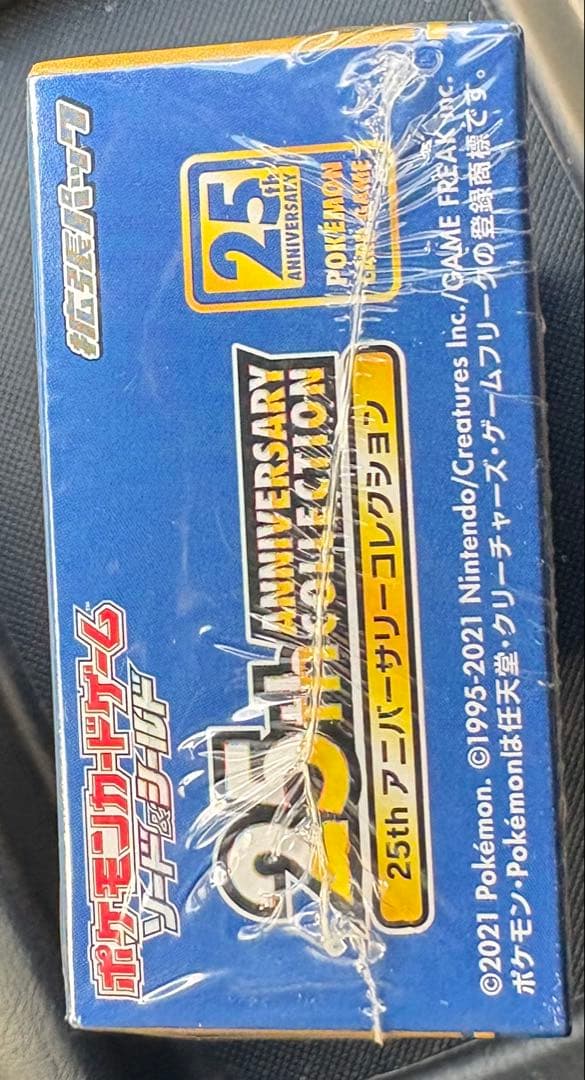 拡張パック
ポケモンカードゲーム
ソード&シールド
25th
ANNIVERSARY
POKÉMON
CARD GAME
25th ANNIVERSARY
COLLECTION
25th アニバーサリーコレクション
©2021 Pokémon. ©1995-2021 Nintendo/Creatures Inc./GAME FREAK inc.
ポケモン・Pokémonは任天堂・クリーチャーズ・ゲームフリークの登録商標です。